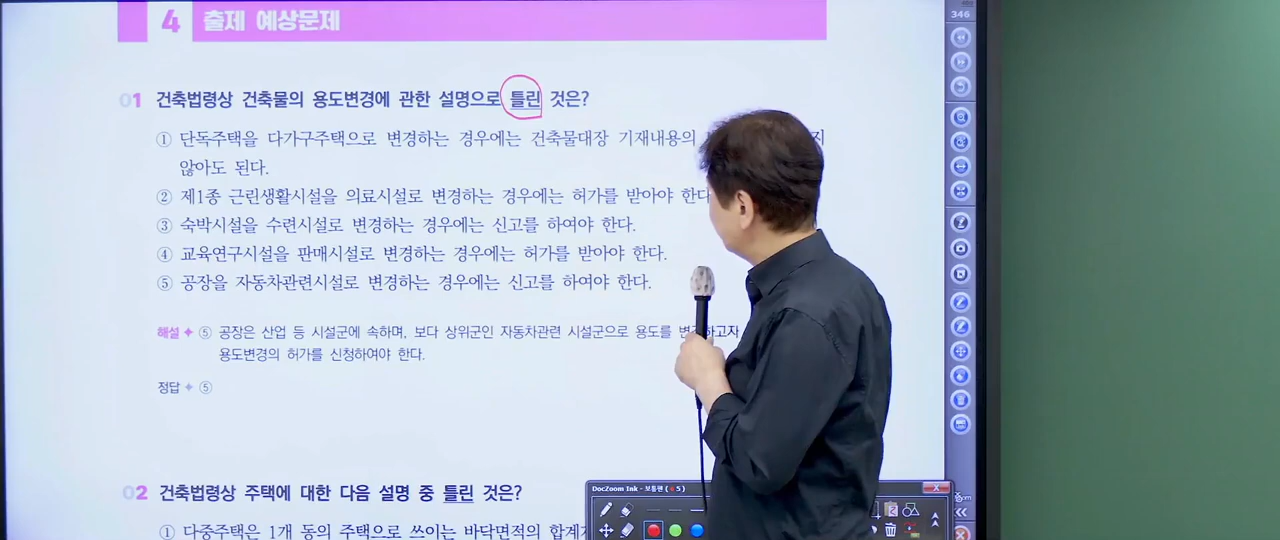 4 출제 예상문제
346
01 건축법령상 건축물의 용도변경에 관한 설명으로 틀린 것은?
① 단독주택을 다가구주택으로 변경하는 경우에는 건축물대장 기재내용의
않아도 된다.
② 제1종 근린생활시설을 의료시설로 변경하는 경우에는 허가를 받아야 한다
③ 숙박시설을 수련시설로 변경하는 경우에는 신고를 하여야 한다.
④ 교육연구시설을 판매시설로 변경하는 경우에는 허가를 받아야 한다.
⑤ 공장을 자동차관련시설로 변경하는 경우에는 신고를 하여야 한다.
해설 ⑤ 공장은 산업 등 시설군에 속하며, 보다 상위군인 자동차관련 시설군으로 용도를 변경하고자
용도변경의 허가를 신청하여야 한다.
정답 ⑤
02 건축법령상 주택에 대한 다음 설명 중 틀린 것은?
① 다중주택은 1개 동의 주택으로 쓰이는 바닥면적의 합계가
DocZoom Ink - 보통펜 ( 5 )